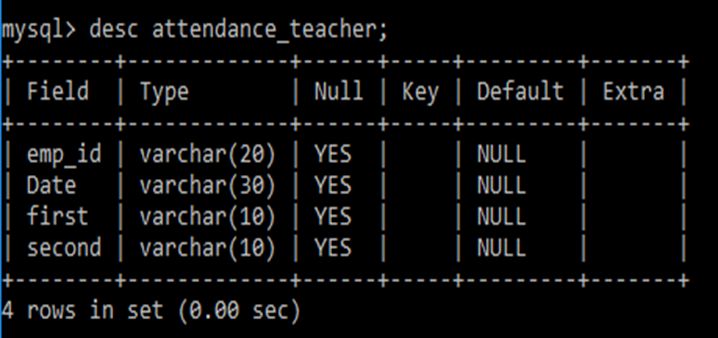 mysql> desc attendance_teacher;
+--------+-------------+------+-----+---------+-------+
| Field  | Type        | Null | Key | Default | Extra |
+--------+-------------+------+-----+---------+-------+
| emp_id | varchar(20) | YES  |     | NULL    |       |
| Date   | varchar(30) | YES  |     | NULL    |       |
| first  | varchar(10) | YES  |     | NULL    |       |
| second | varchar(10) | YES  |     | NULL    |       |
+--------+-------------+------+-----+---------+-------+
4 rows in set (0.00 sec)